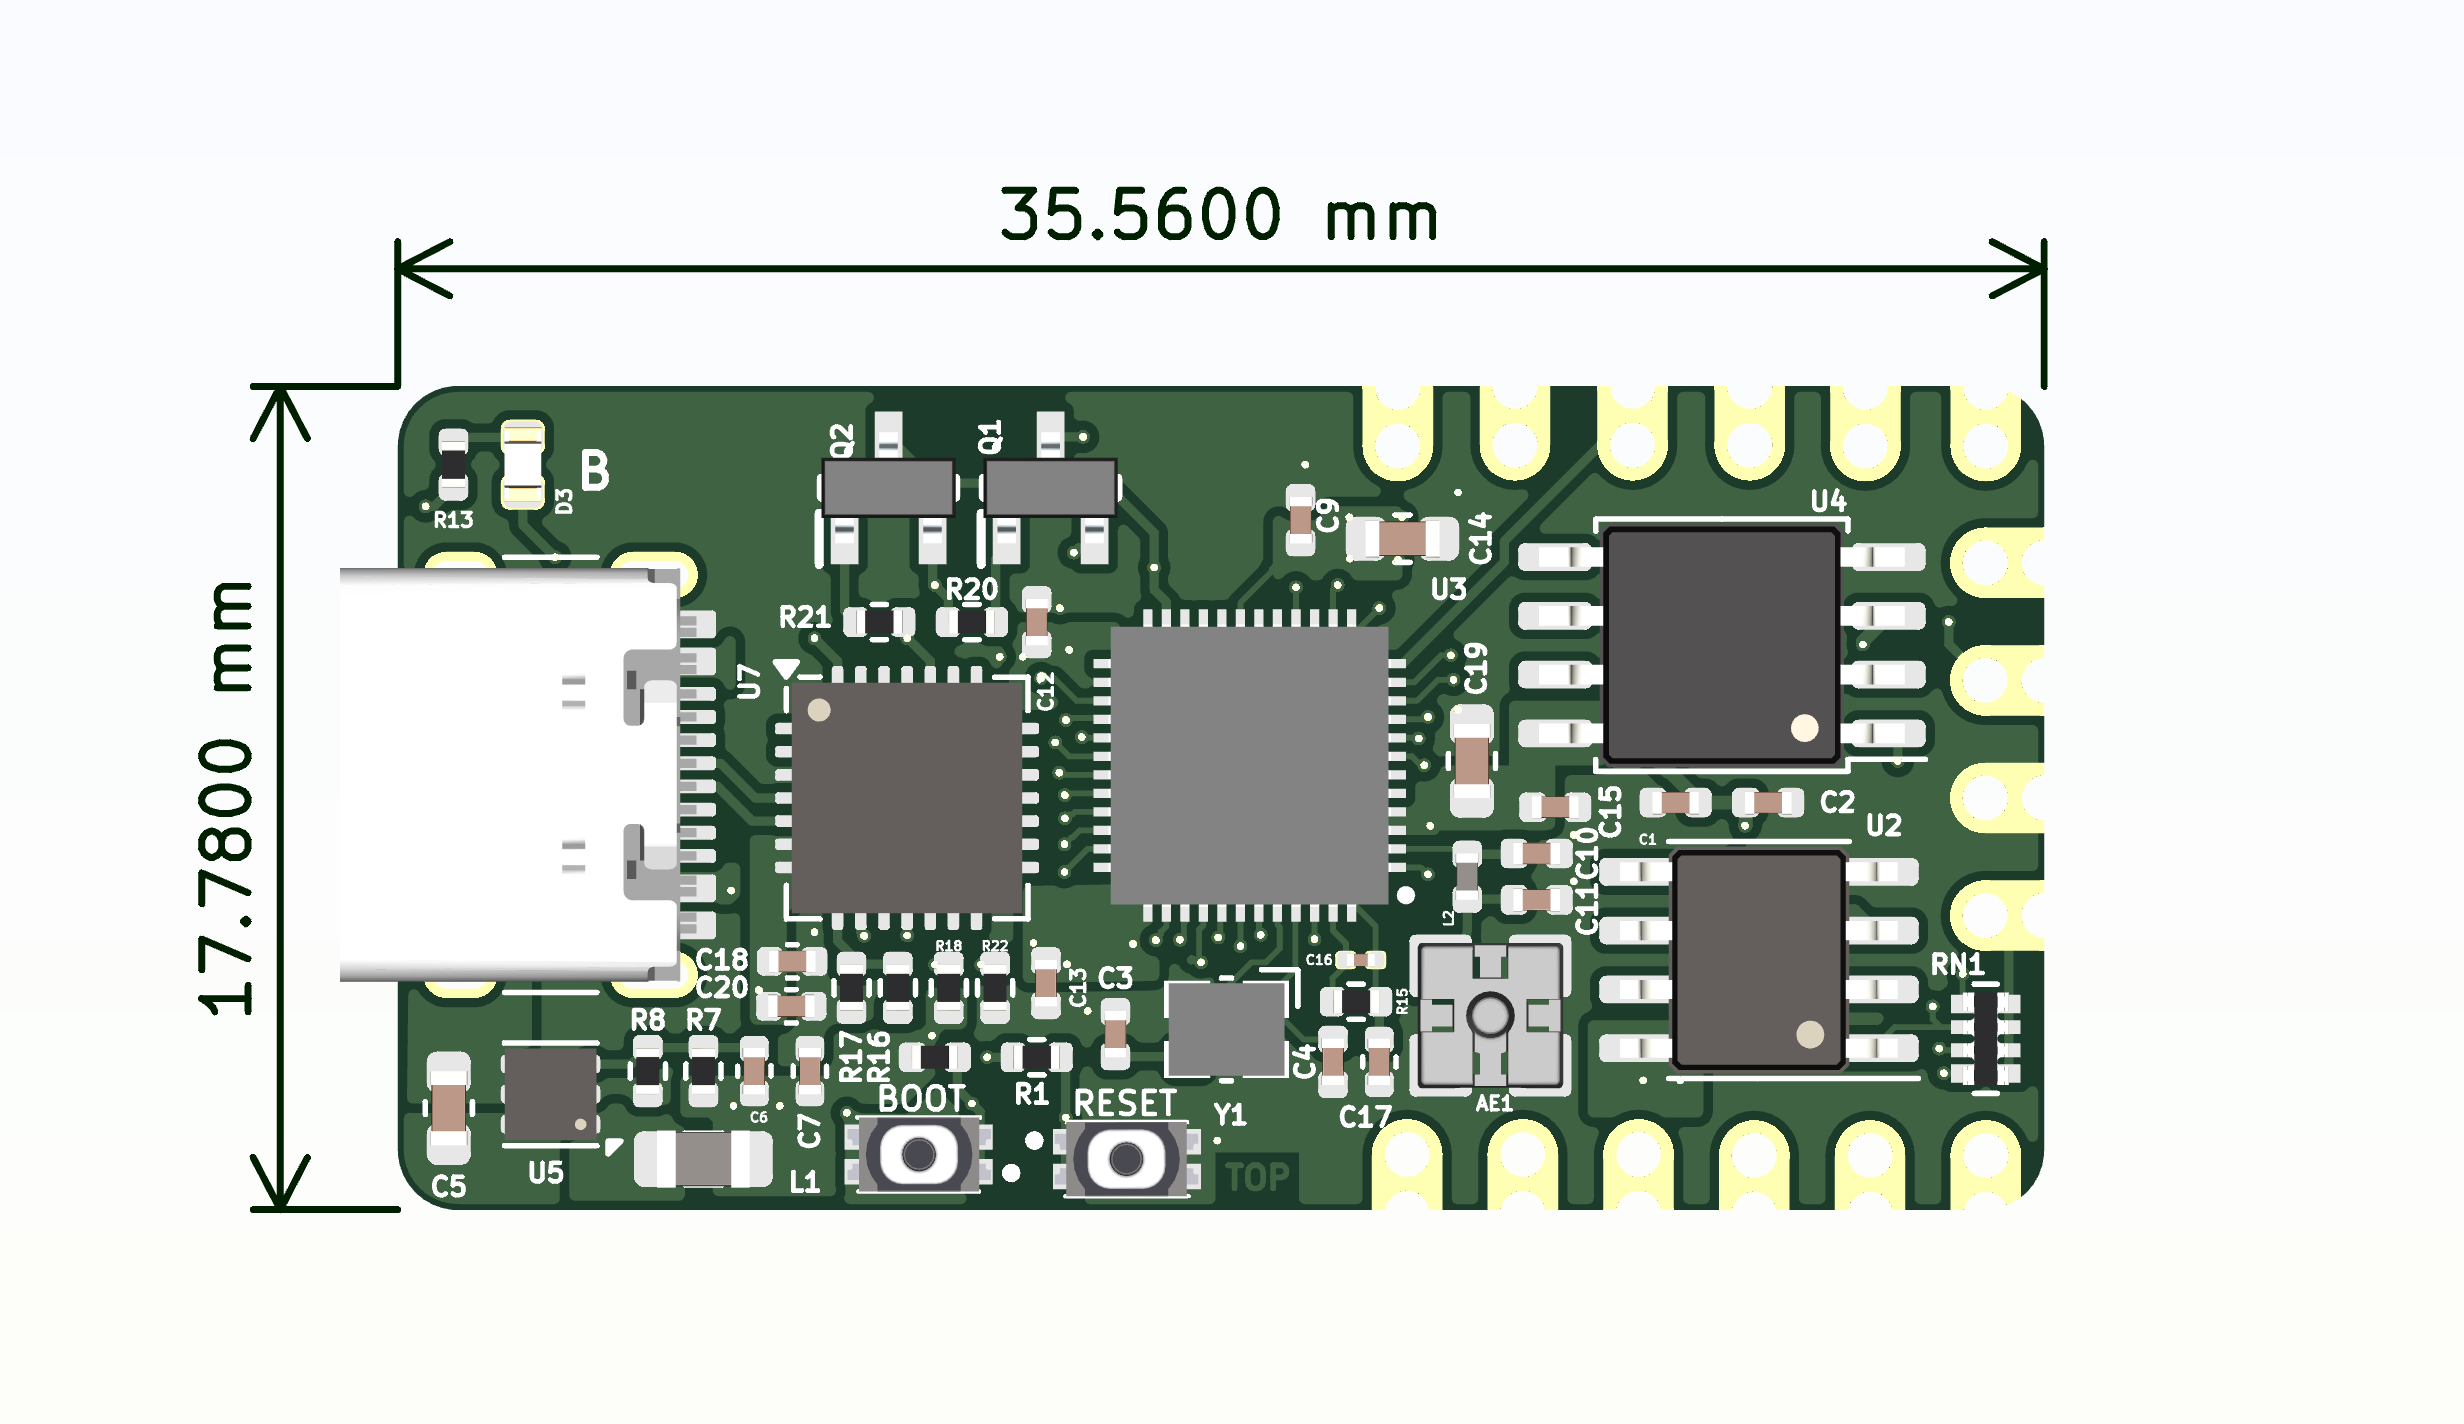 35.5600 mm
17.7800 mm
Q2
Q1
B
D3
R13
C9
C14
U4
U3
R20
R21
U7
C12
C19
C15
C2
C1
U2
C10
C11
L2
R18
R22
C18
C20
C13
C3
C16
R15
RN1
R8
R7
R17
R16
C4
C6
C7
BOOT
R1
RESET
Y1
C17
AE1
C5
U5
L1
TOP